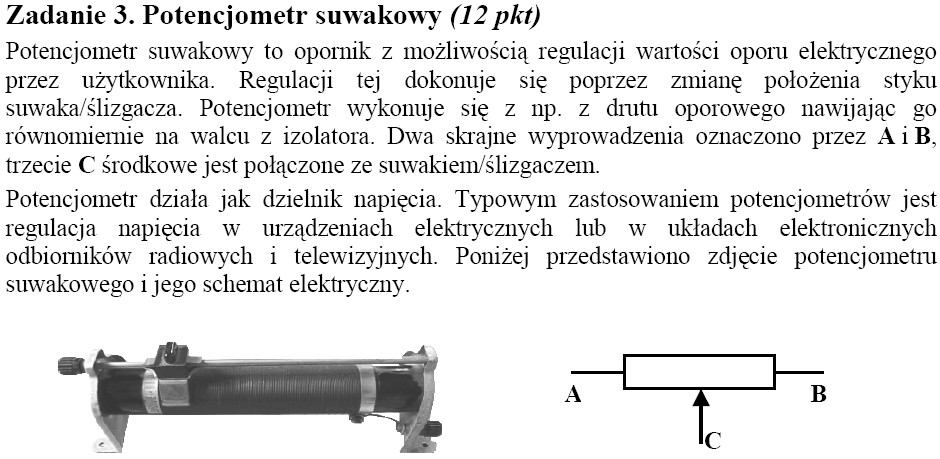 Zadanie 3. Potencjometr suwakowy (12 pkt)
Potencjometr suwakowy to opornik z możliwością regulacji wartości oporu elektrycznego
przez użytkownika. Regulacji tej dokonuje się poprzez zmianę położenia styku
suwaka/ślizgacza. Potencjometr wykonuje się z np. z drutu oporowego nawijając go
równomiernie na walcu z izolatora. Dwa skrajne wyprowadzenia oznaczono przez A i B,
trzecie C środkowe jest połączone ze suwakiem/ślizgaczem.
Potencjometr działa jak dzielnik napięcia. Typowym zastosowaniem potencjometrów jest
regulacja napięcia w urządzeniach elektrycznych lub w układach elektronicznych
odbiorników radiowych i telewizyjnych. Poniżej przedstawiono zdjęcie potencjometru
suwakowego i jego schemat elektryczny.
A
B
C